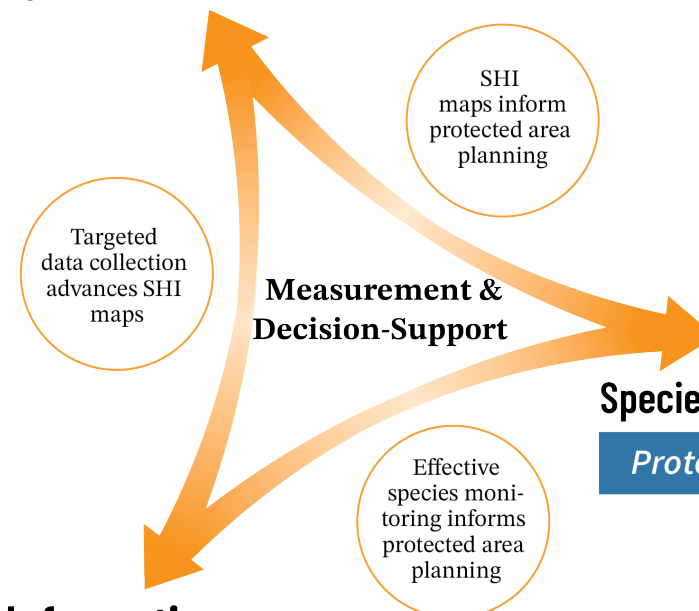 SHI
maps inform
protected area
planning
Targeted
data collection
advances SHI
maps
Measurement &
Decision-Support
Specie
Prote
Effective
species moni-
toring informs
protected area
planning